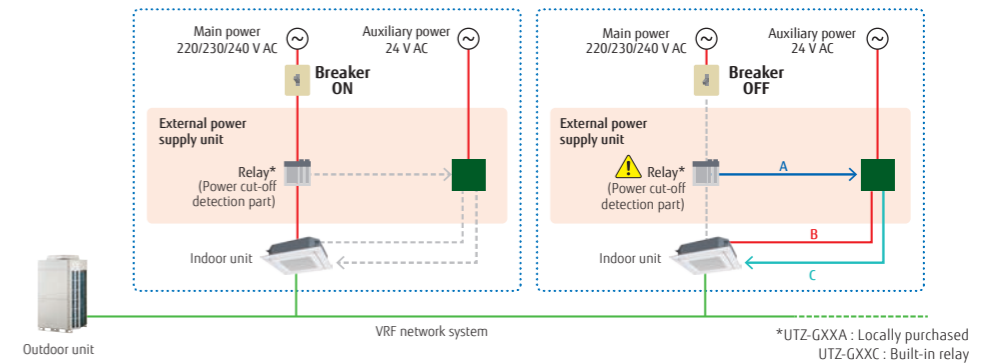 Main power
220/230/240 V AC
Auxiliary power
24 V AC
Breaker
ON
External power
supply unit
Relay*
(Power cut-off
detection part)
Indoor unit
Main power
220/230/240 V AC
Auxiliary power
24 V AC
Breaker
OFF
External power
supply unit
Relay*
(Power cut-off
detection part)
A
B
C
Indoor unit
VRF network system
Outdoor unit
*UTZ-GXXA : Locally purchased
UTZ-GXXC : Built-in relay